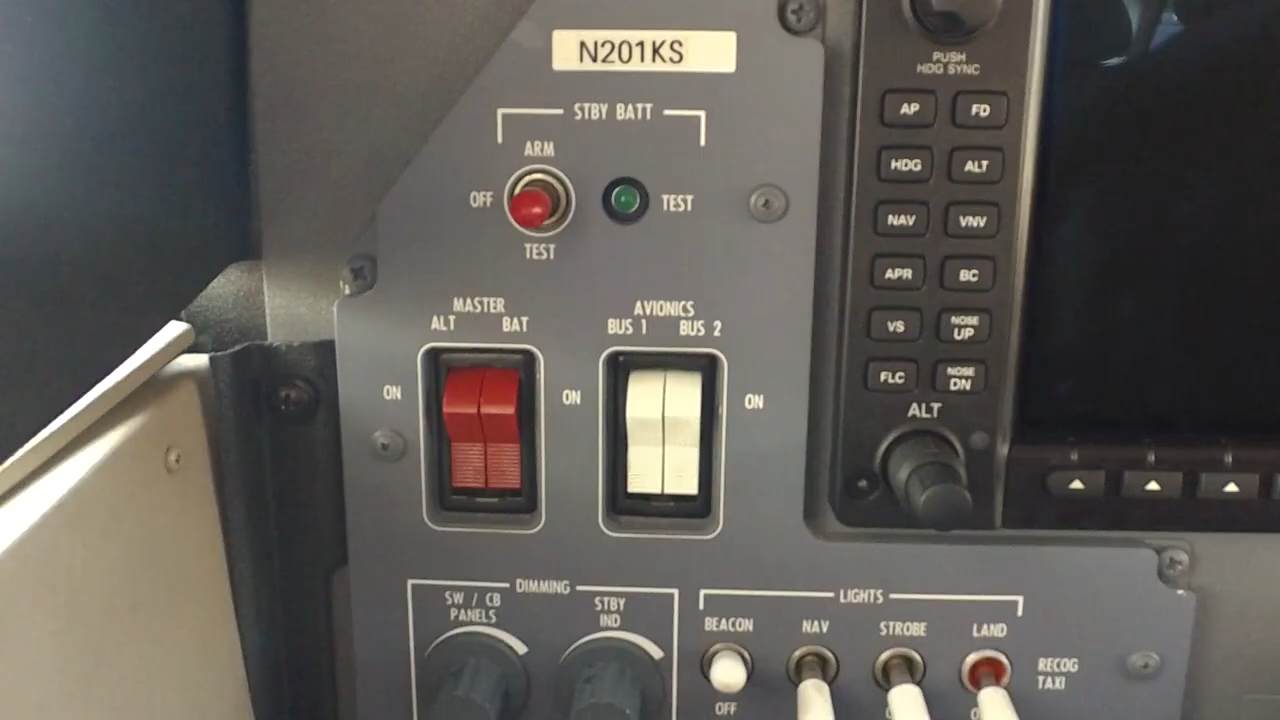 N201KS
STBY BATT
ARM
OFF
TEST
TEST
MASTER
ALT BAT
ON
ON
AVIONICS
BUS 1 BUS 2
ON
DIMMING
SW / CB
PANELS
STBY
IND
LIGHTS
BEACON
NAV
STROBE
LAND
RECOG
TAXI
OFF
PUSH
HDG SYNC
AP
FD
HDG
ALT
NAV
VNV
APR
BC
VS
NOSE
UP
FLC
NOSE
DN
ALT